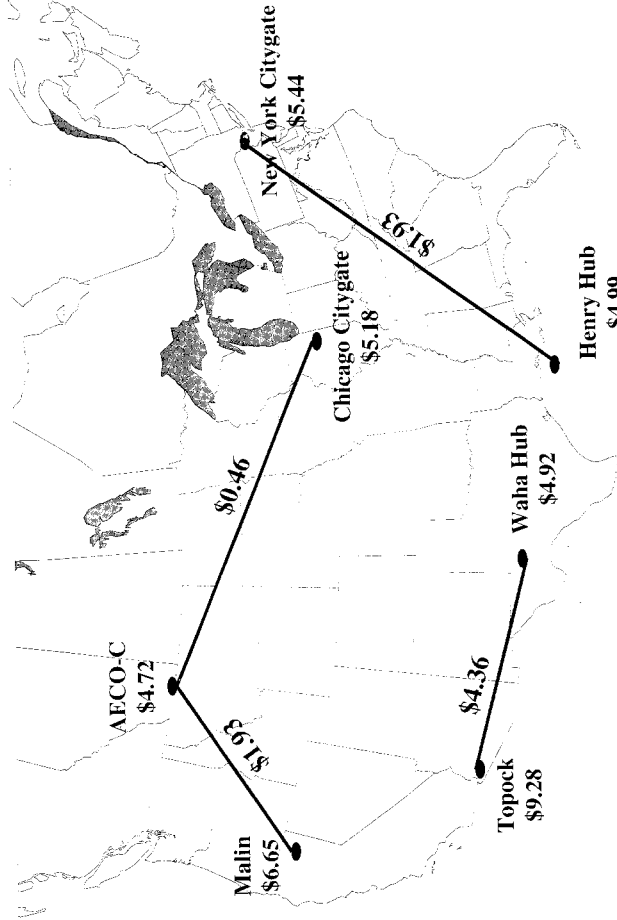 AECO-C
$4.72
Malin
$6.65
$1.93
$0.46
Chicago Citygate
$5.18
New York Citygate
$5.44
$1.93
Topock
$9.28
$4.36
Waha Hub
$4.92
Henry Hub